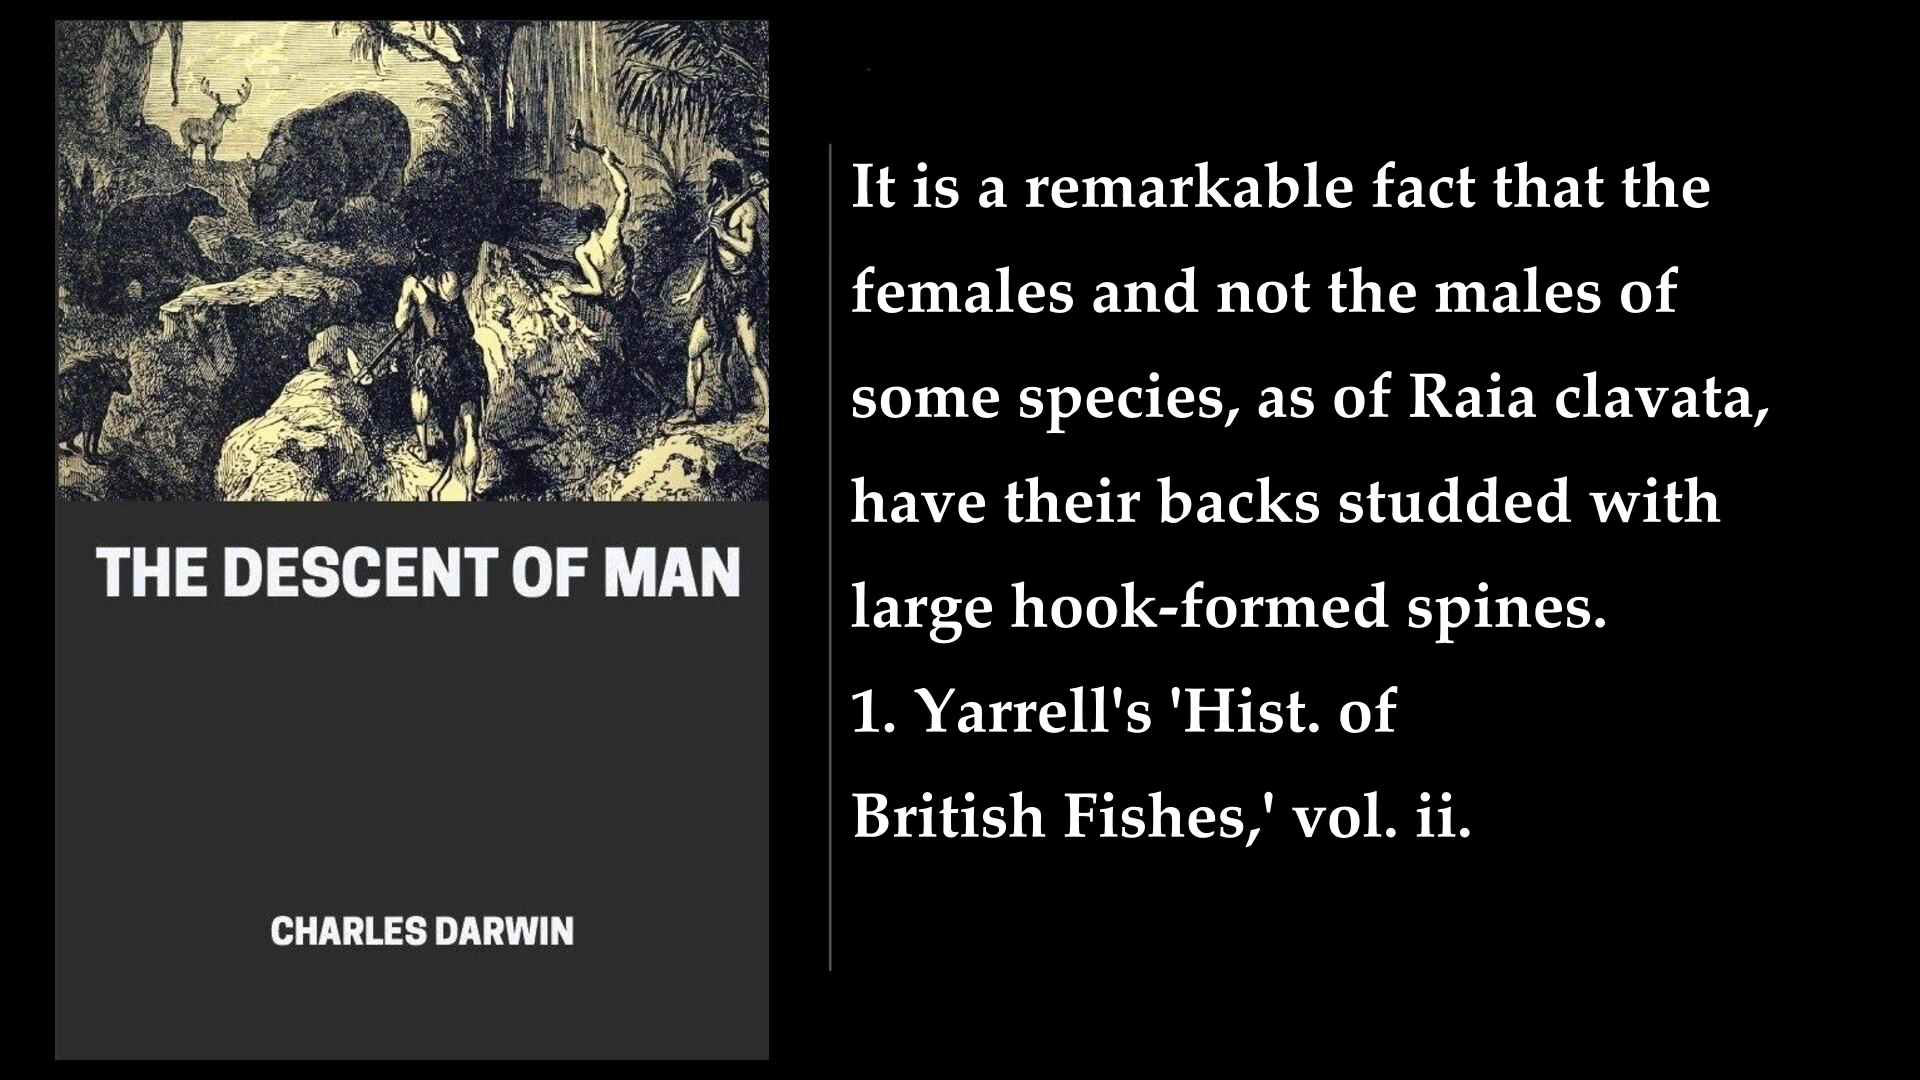 THE DESCENT OF MAN
CHARLES DARWIN
It is a remarkable fact that the
females and not the males of
some species, as of Raia clavata,
have their backs studded with
large hook-formed spines.
1. Yarrell's 'Hist. of
British Fishes,' vol. ii.